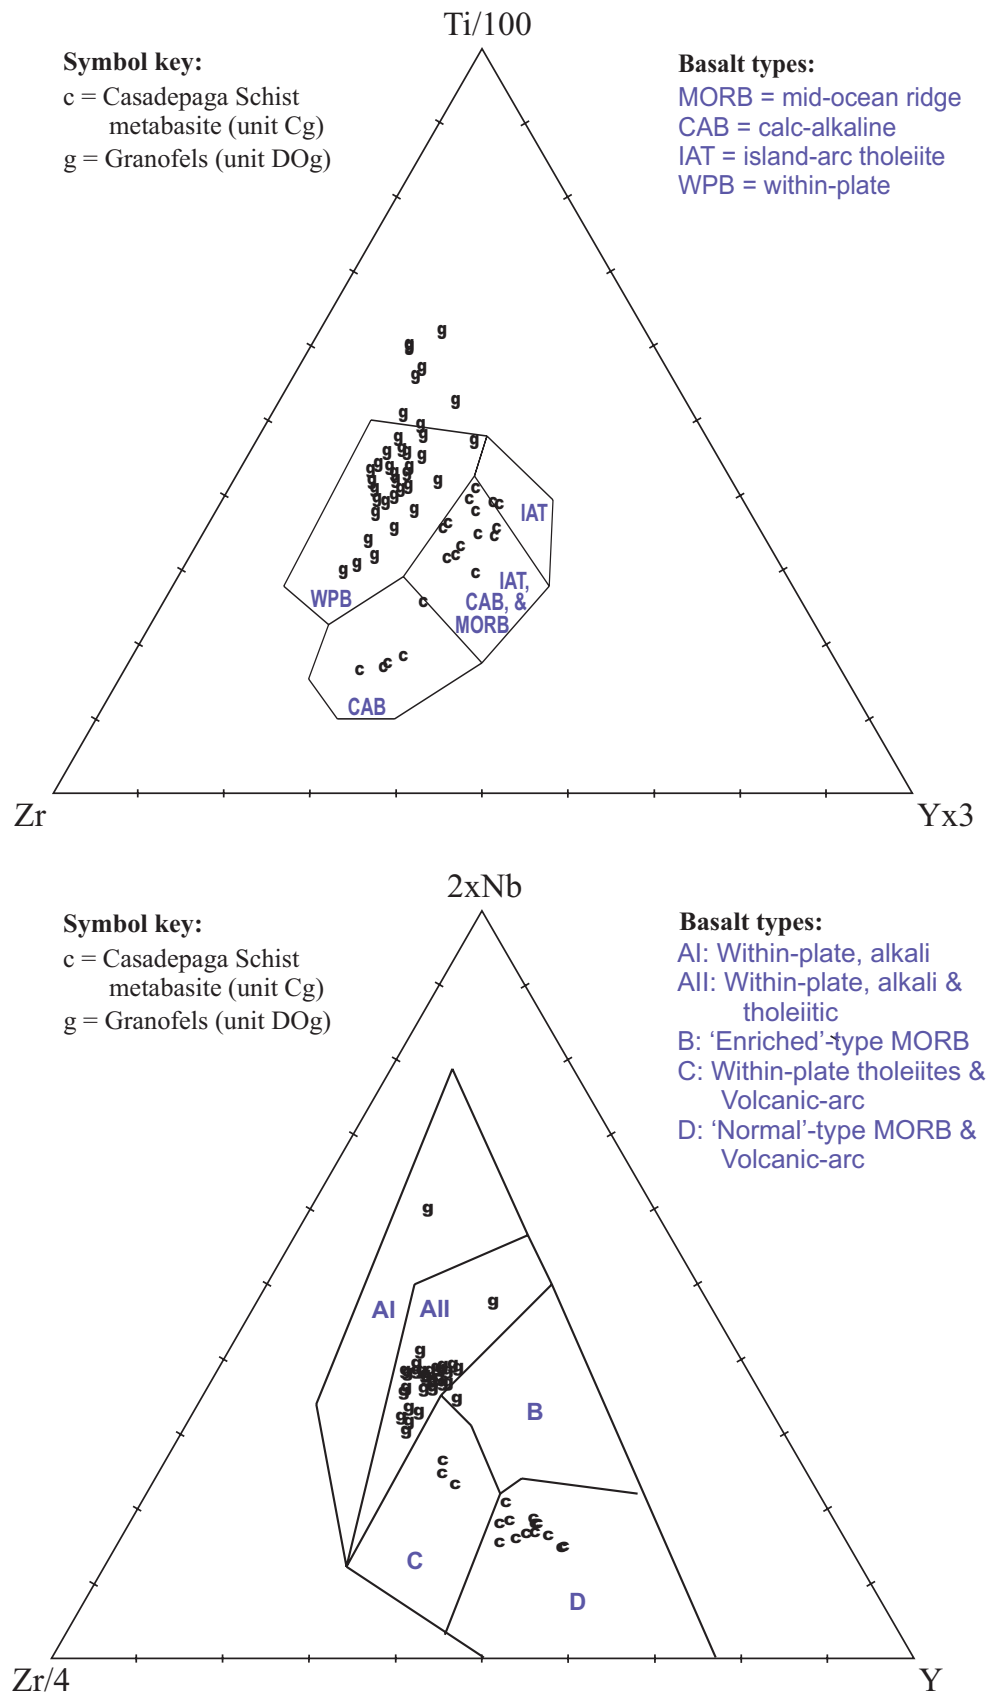 Ti/100
Symbol key:
c = Casadepaga Schist
metabasite (unit Cg)
g = Granofels (unit DOg)
Basalt types:
MORB = mid-ocean ridge
CAB = calc-alkaline
IAT = island-arc tholeiite
WPB = within-plate
IAT
WPB
IAT,
CAB, &
MORB
CAB
Zr
Yx3
2xNb
Symbol key:
c = Casadepaga Schist
metabasite (unit Cg)
g = Granofels (unit DOg)
Basalt types:
AI: Within-plate, alkali
AII: Within-plate, alkali &
tholeiitic
B: ‘Enriched’-type MORB
C: Within-plate tholeiites &
Volcanic-arc
D: ‘Normal’-type MORB &
Volcanic-arc
AI
AII
B
C
D
Zr/4
Y